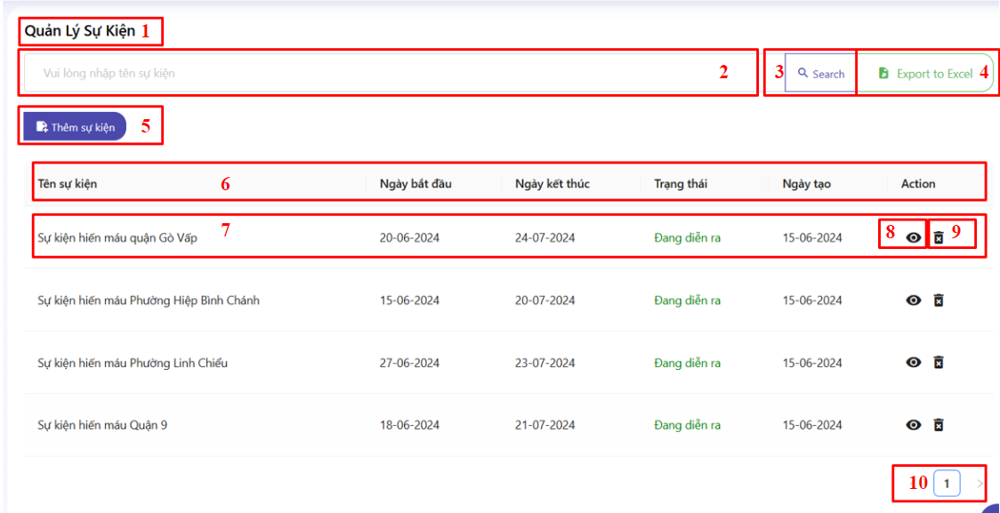 Quản Lý Sự Kiện 1
Vui lòng nhập tên sự kiện 2 3 Search Export to Excel 4
Thêm sự kiện 5
Tên sự kiện 6 Ngày bắt đầu Ngày kết thúc Trạng thái Ngày tạo Action
Sự kiện hiến máu quận Gò Vấp 7 20-06-2024 24-07-2024 Đang diễn ra 15-06-2024 8 9
Sự kiện hiến máu Phường Hiệp Bình Chánh 15-06-2024 20-07-2024 Đang diễn ra 15-06-2024
Sự kiện hiến máu Phường Linh Chiểu 27-06-2024 23-07-2024 Đang diễn ra 15-06-2024
Sự kiện hiến máu Quận 9 18-06-2024 21-07-2024 Đang diễn ra 15-06-2024
10 1